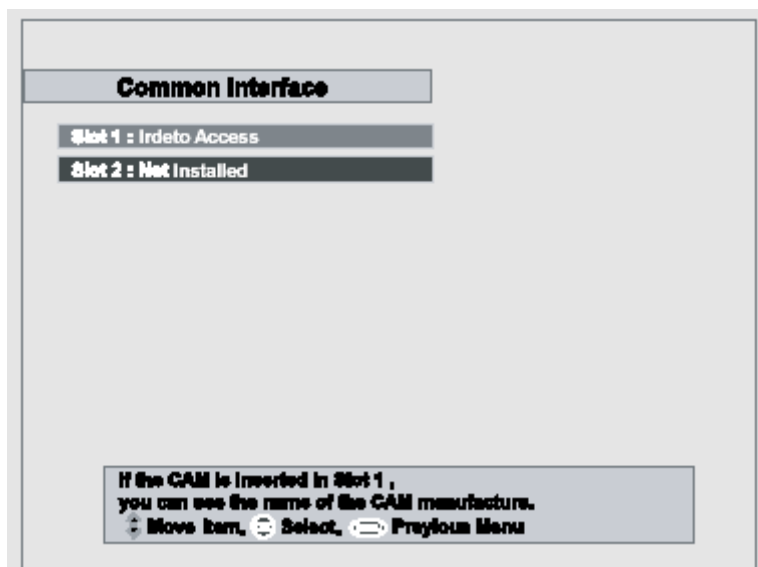 Common Interface
Slot 1 : Irdeto Access
Slot 2 : Not Installed
If the CAM is inserted in Slot 1 ,
you can see the name of the CAM manufacture.
Move item, Select, Previous Menu